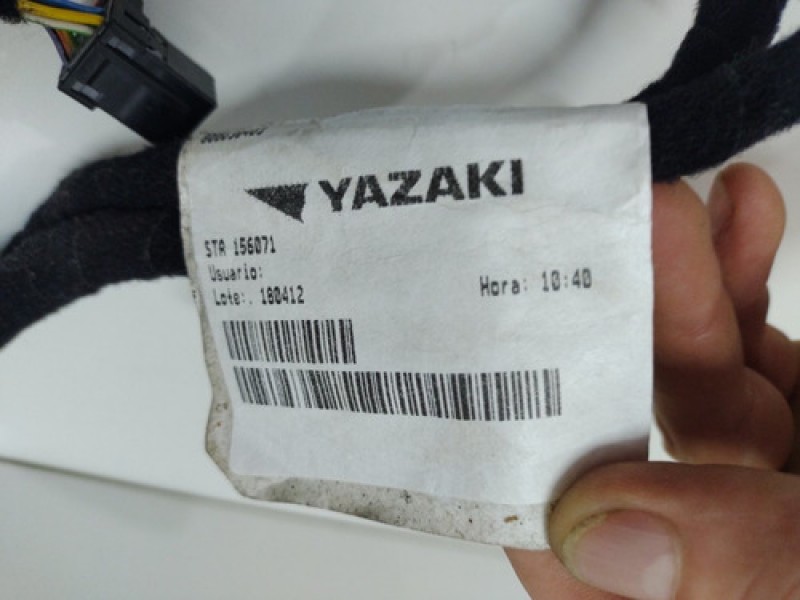 YAZAKI
STR 156071
Usuario:
Lote:. 180412
Hora: 10:40